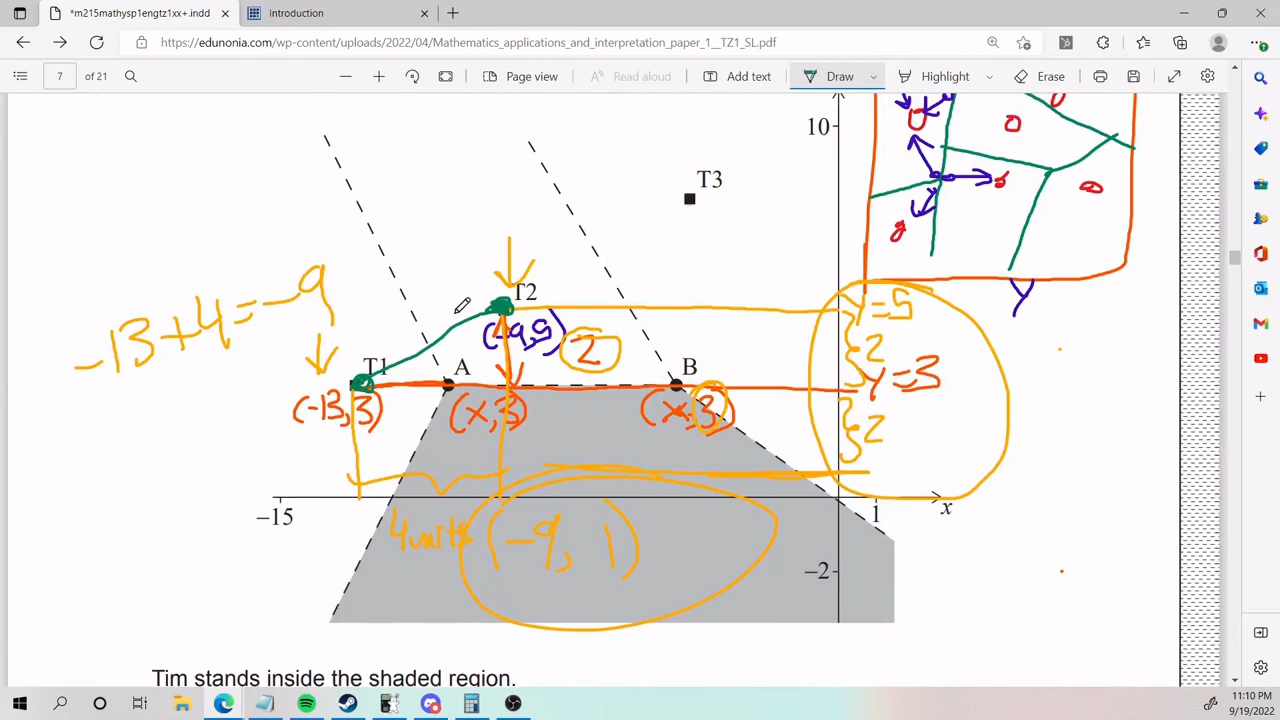 *m215mathysp1engtz1xx+.indd
Introduction
https://edunonia.com/wp-content/uploads/2022/04/Mathematics_applications_and_interpretation_paper_1__TZ1_SL.pdf
7 of 21
Page view
Read aloud
Add text
Draw
Highlight
Erase
10
T3
T2
y=5
-13+4=-9
(-9,5)
2
2
T1
A
B
y=3
(-13,3)
(x,3)
(x,3)
2
Y
-15
1
x
4units
-9, 1)
-2
Tim stands inside the shaded region.
11:10 PM
9/19/2022